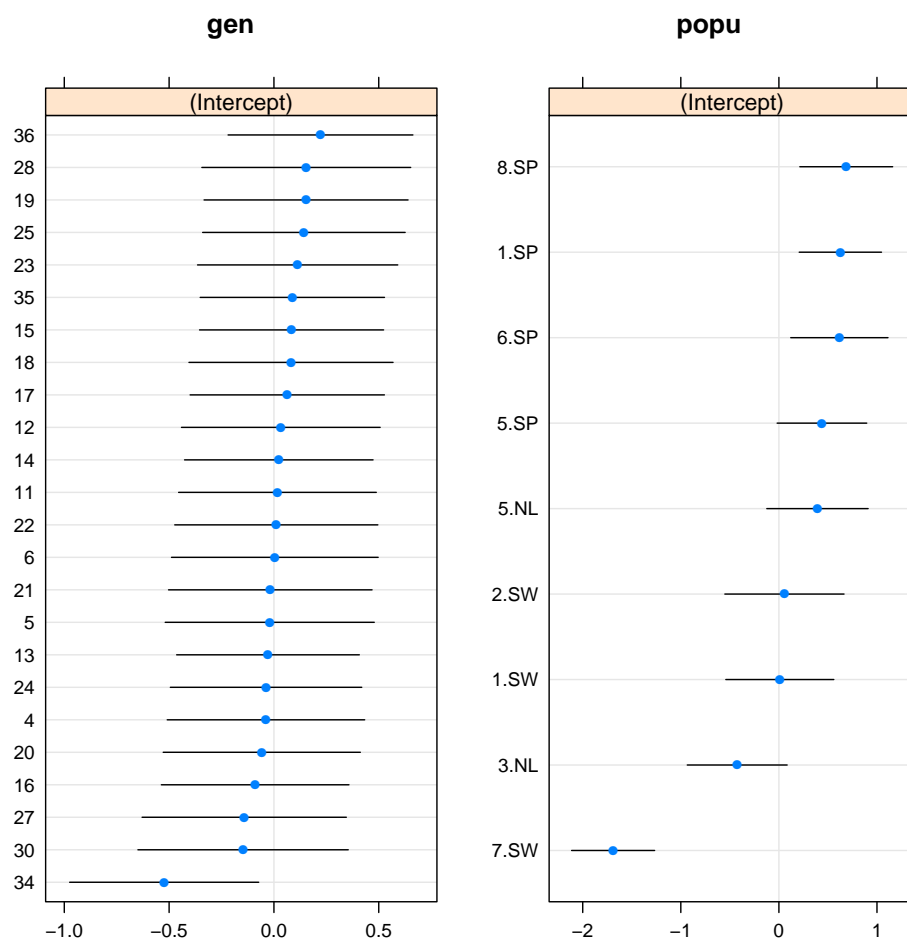 gen
(Intercept)
36
28
19
25
23
35
15
18
17
12
14
11
22
6
21
5
13
24
4
20
16
27
30
34
−1.0 −0.5 0.0 0.5
popu
(Intercept)
8.SP
1.SP
6.SP
5.SP
5.NL
2.SW
1.SW
3.NL
7.SW
−2 −1 0 1